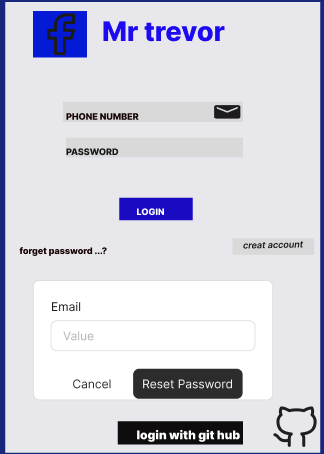 Mr trevor
PHONE NUMBER
PASSWORD
LOGIN
creat account
forget password ...?
Email
Value
Cancel Reset Password
login with git hub